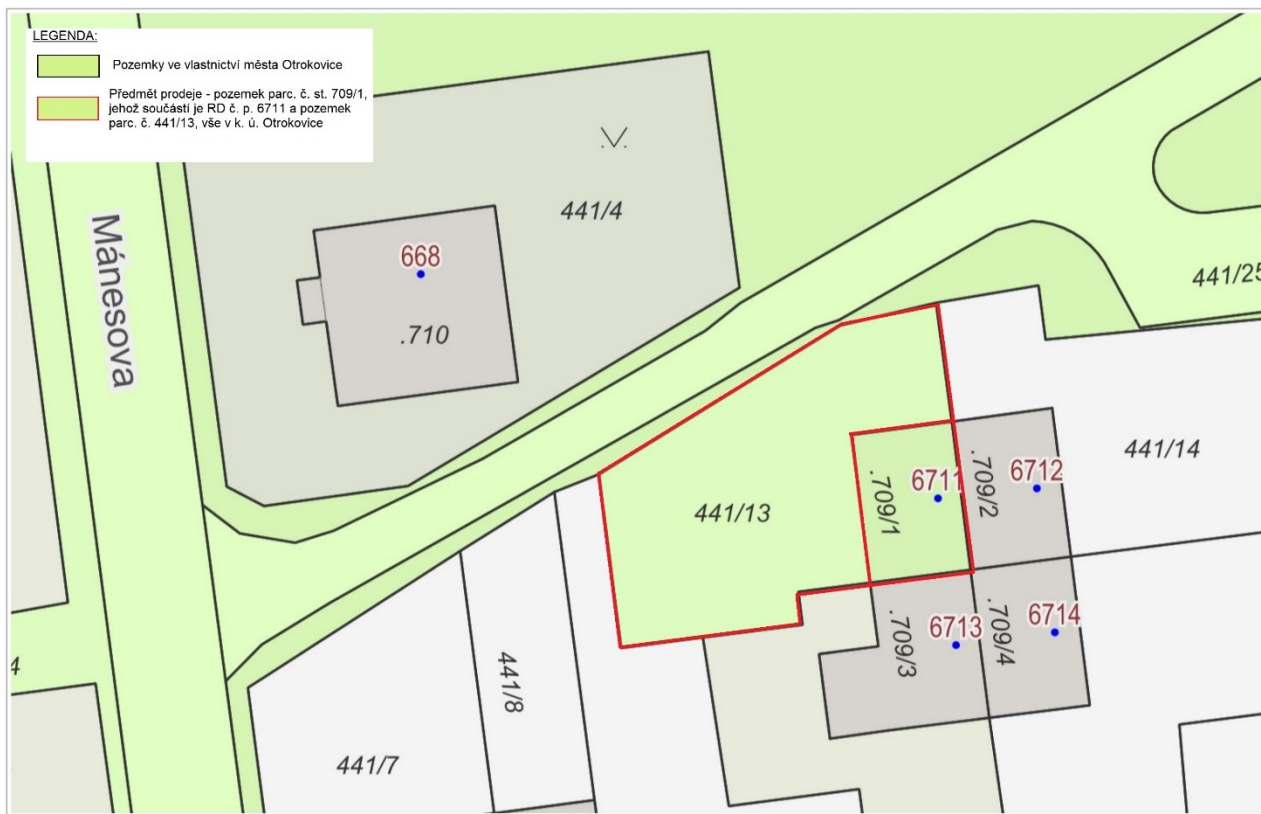 LEGENDA:
Pozemky ve vlastnictví města Otrokovice
Předmět prodeje - pozemek parc. č. st. 709/1,
jehož součástí je RD č. p. 6711 a pozemek
parc. č. 441/13, vše v k. ú. Otrokovice
Mánesova
668
.710
441/4
441/25
441/13
.709/1
6711
.709/2
6712
441/14
.709/3
6713
.709/4
6714
441/8
441/7
4